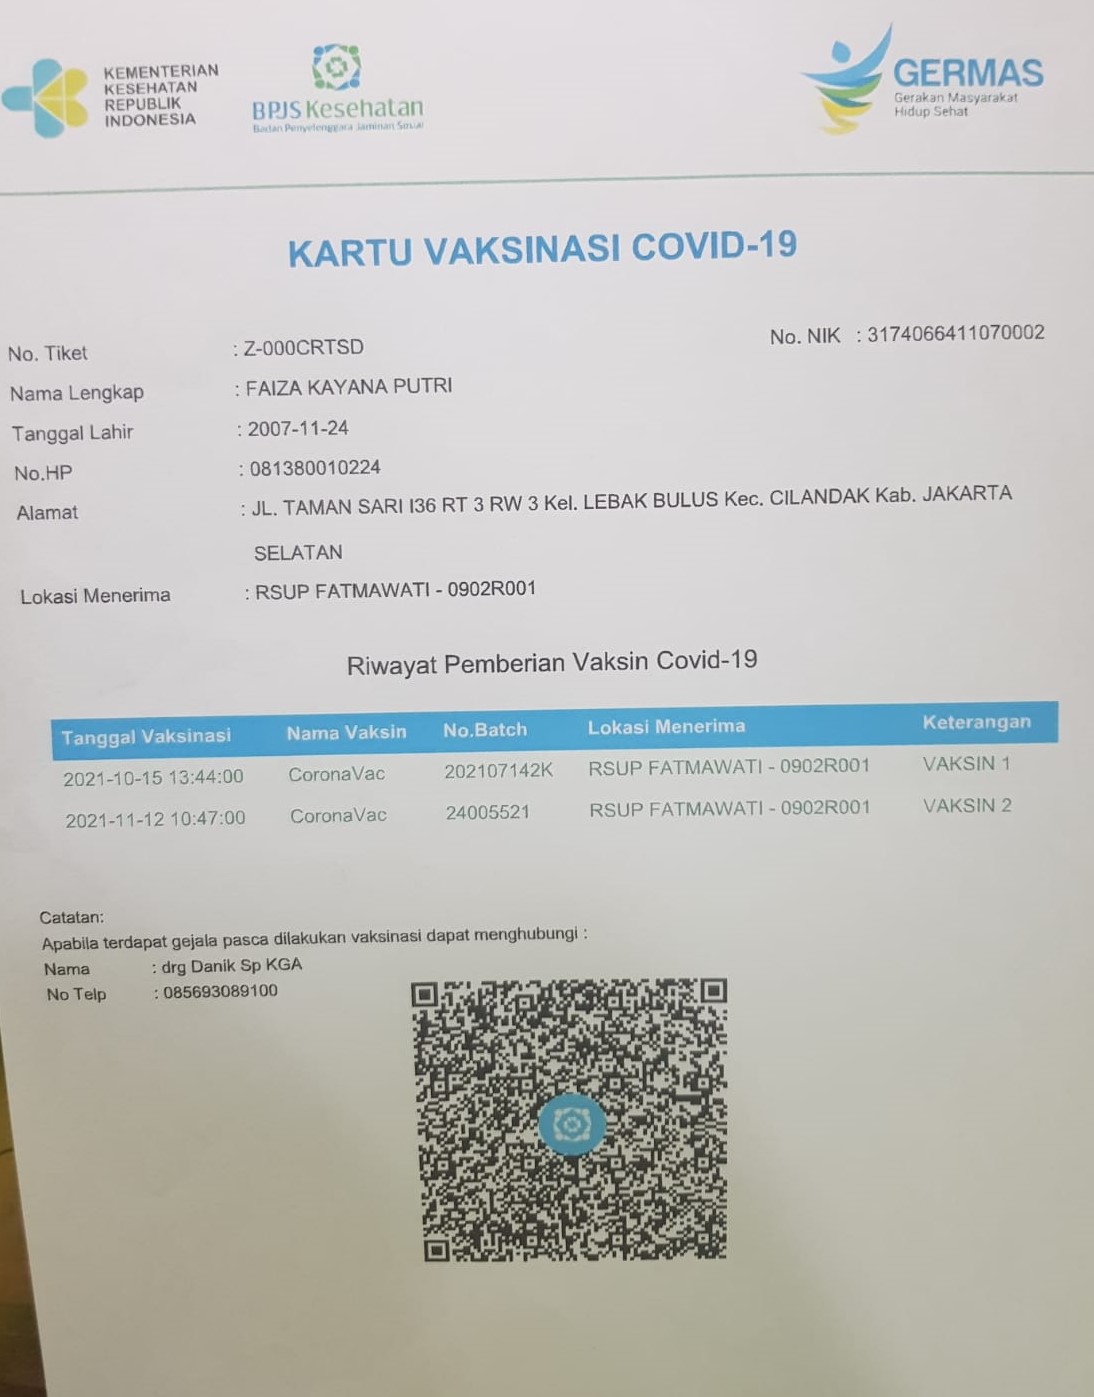 KEMENTERIAN
KESEHATAN
REPUBLIK
INDONESIA
BPJS Kesehatan
Badan Penyelenggara Jaminan Sosial
GERMAS
Gerakan Masyarakat
Hidup Sehat
KARTU VAKSINASI COVID-19
No. Tiket : Z-000CRTSD No. NIK : 3174066411070002
Nama Lengkap : FAIZA KAYANA PUTRI
Tanggal Lahir : 2007-11-24
No.HP : 081380010224
Alamat : JL. TAMAN SARI I36 RT 3 RW 3 Kel. LEBAK BULUS Kec. CILANDAK Kab. JAKARTA
SELATAN
Lokasi Menerima : RSUP FATMAWATI - 0902R001
Riwayat Pemberian Vaksin Covid-19
Tanggal Vaksinasi Nama Vaksin No.Batch Lokasi Menerima Keterangan
2021-10-15 13:44:00 CoronaVac 202107142K RSUP FATMAWATI - 0902R001 VAKSIN 1
2021-11-12 10:47:00 CoronaVac 24005521 RSUP FATMAWATI - 0902R001 VAKSIN 2
Catatan:
Apabila terdapat gejala pasca dilakukan vaksinasi dapat menghubungi :
Nama : drg Danik Sp KGA
No Telp : 085693089100